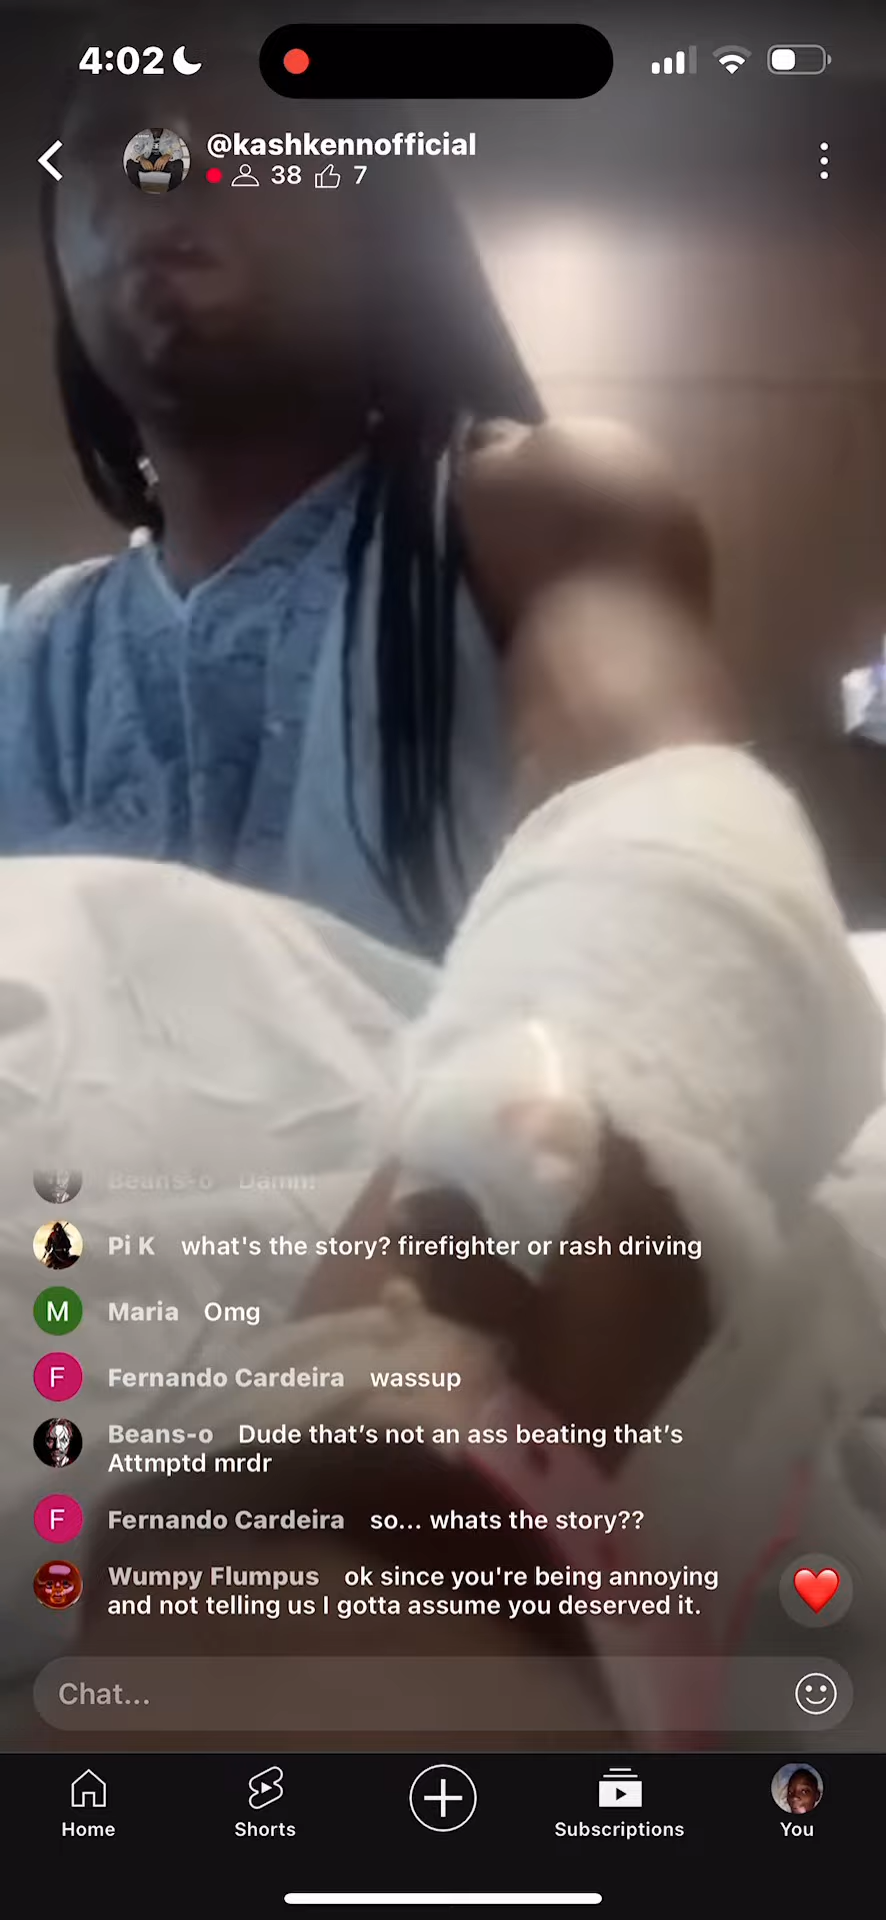 4:02
@kashkennofficial
38 7
Beans-o Damn!
Pi K what's the story? firefighter or rash driving
M Maria Omg
F Fernando Cardeira wassup
Beans-o Dude that's not an ass beating that's
Attmptd mrdr
F Fernando Cardeira so... whats the story??
Wumpy Flumpus ok since you're being annoying
and not telling us I gotta assume you deserved it.
Chat...
Home Shorts Subscriptions You